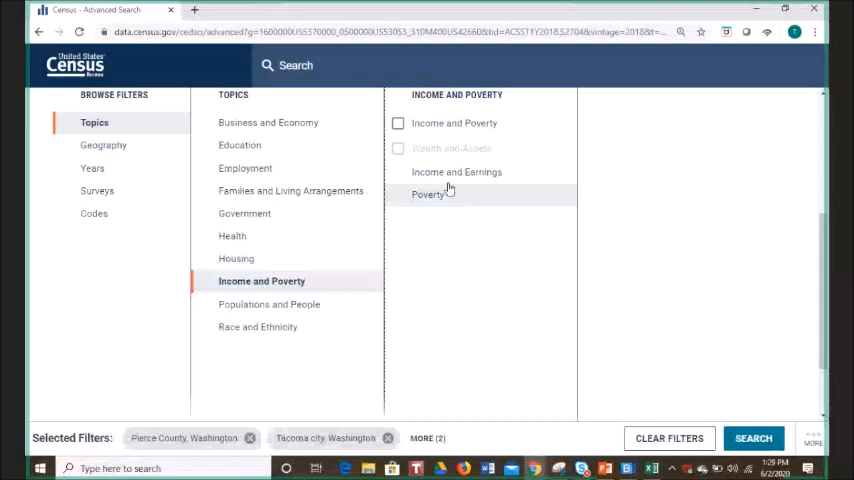 Census - Advanced Search
data.census.gov/cedsci/advanced?g=1600000US5370000_0500000US53053_310M400US42660&tid=ACSST1Y2018.S2704&vintage=2018&t=...
United States®
Census
Bureau
Search
BROWSE FILTERS
Topics
Geography
Years
Surveys
Codes
TOPICS
Business and Economy
Education
Employment
Families and Living Arrangements
Government
Health
Housing
Income and Poverty
Populations and People
Race and Ethnicity
INCOME AND POVERTY
Income and Poverty
Wealth and Assets
Income and Earnings
Poverty
Selected Filters:
Pierce County, Washington
Tacoma city, Washington
MORE (2)
CLEAR FILTERS
SEARCH
MORE
Type here to search
1:29 PM
6/2/2020